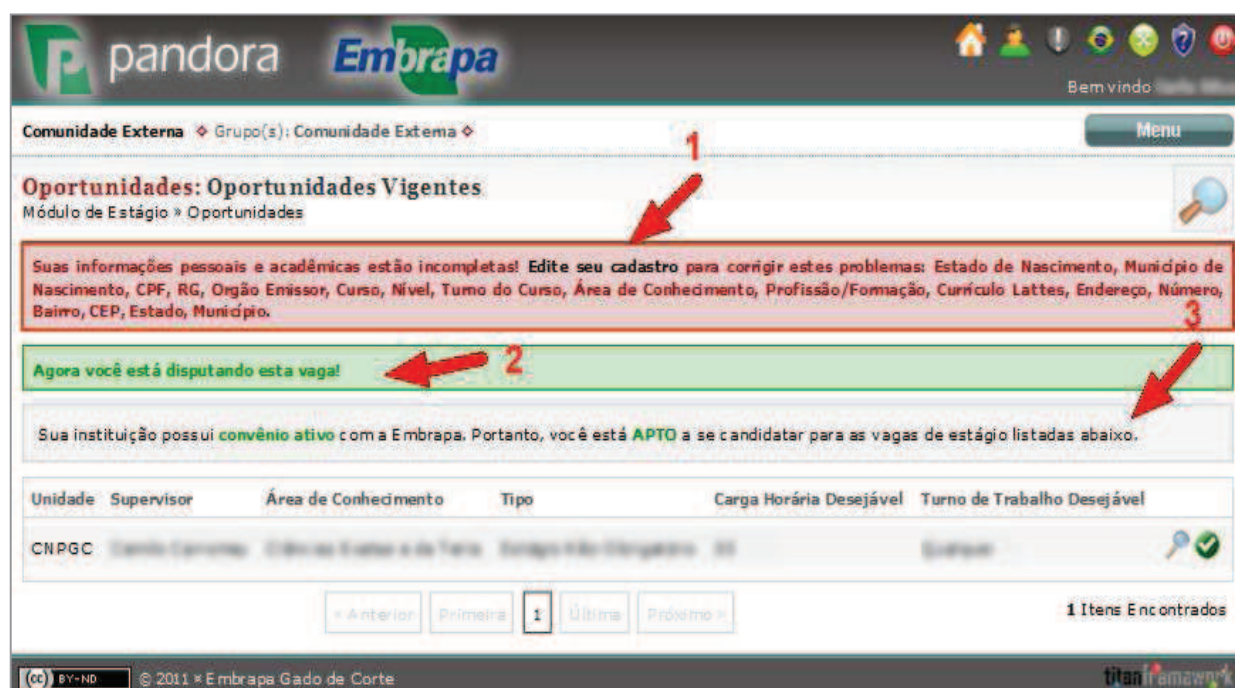 pandora Embrapa
Bem vindo
Comunidade Externa Grupo(s): Comunidade Externa
Menu
1
Oportunidades: Oportunidades Vigentes
Módulo de Estágio » Oportunidades
Suas informações pessoais e acadêmicas estão incompletas! Edite seu cadastro para corrigir estes problemas: Estado de Nascimento, Município de
Nascimento, CPF, RG, Orgão Emissor, Curso, Nível, Turno do Curso, Área de Conhecimento, Profissão/Formação, Currículo Lattes, Endereço, Número,
Bairro, CEP, Estado, Município.
3
Agora você está disputando esta vaga!
2
Sua instituição possui convênio ativo com a Embrapa. Portanto, você está APTO a se candidatar para as vagas de estágio listadas abaixo.
Unidade Supervisor Área de Conhecimento Tipo Carga Horária Desejável Turno de Trabalho Desejável
CNPGC
« Anterior Primeira 1 Última Próximo »
1 Itens Encontrados
(cc) BY-ND © 2011 ¤ Embrapa Gado de Corte
titanframework